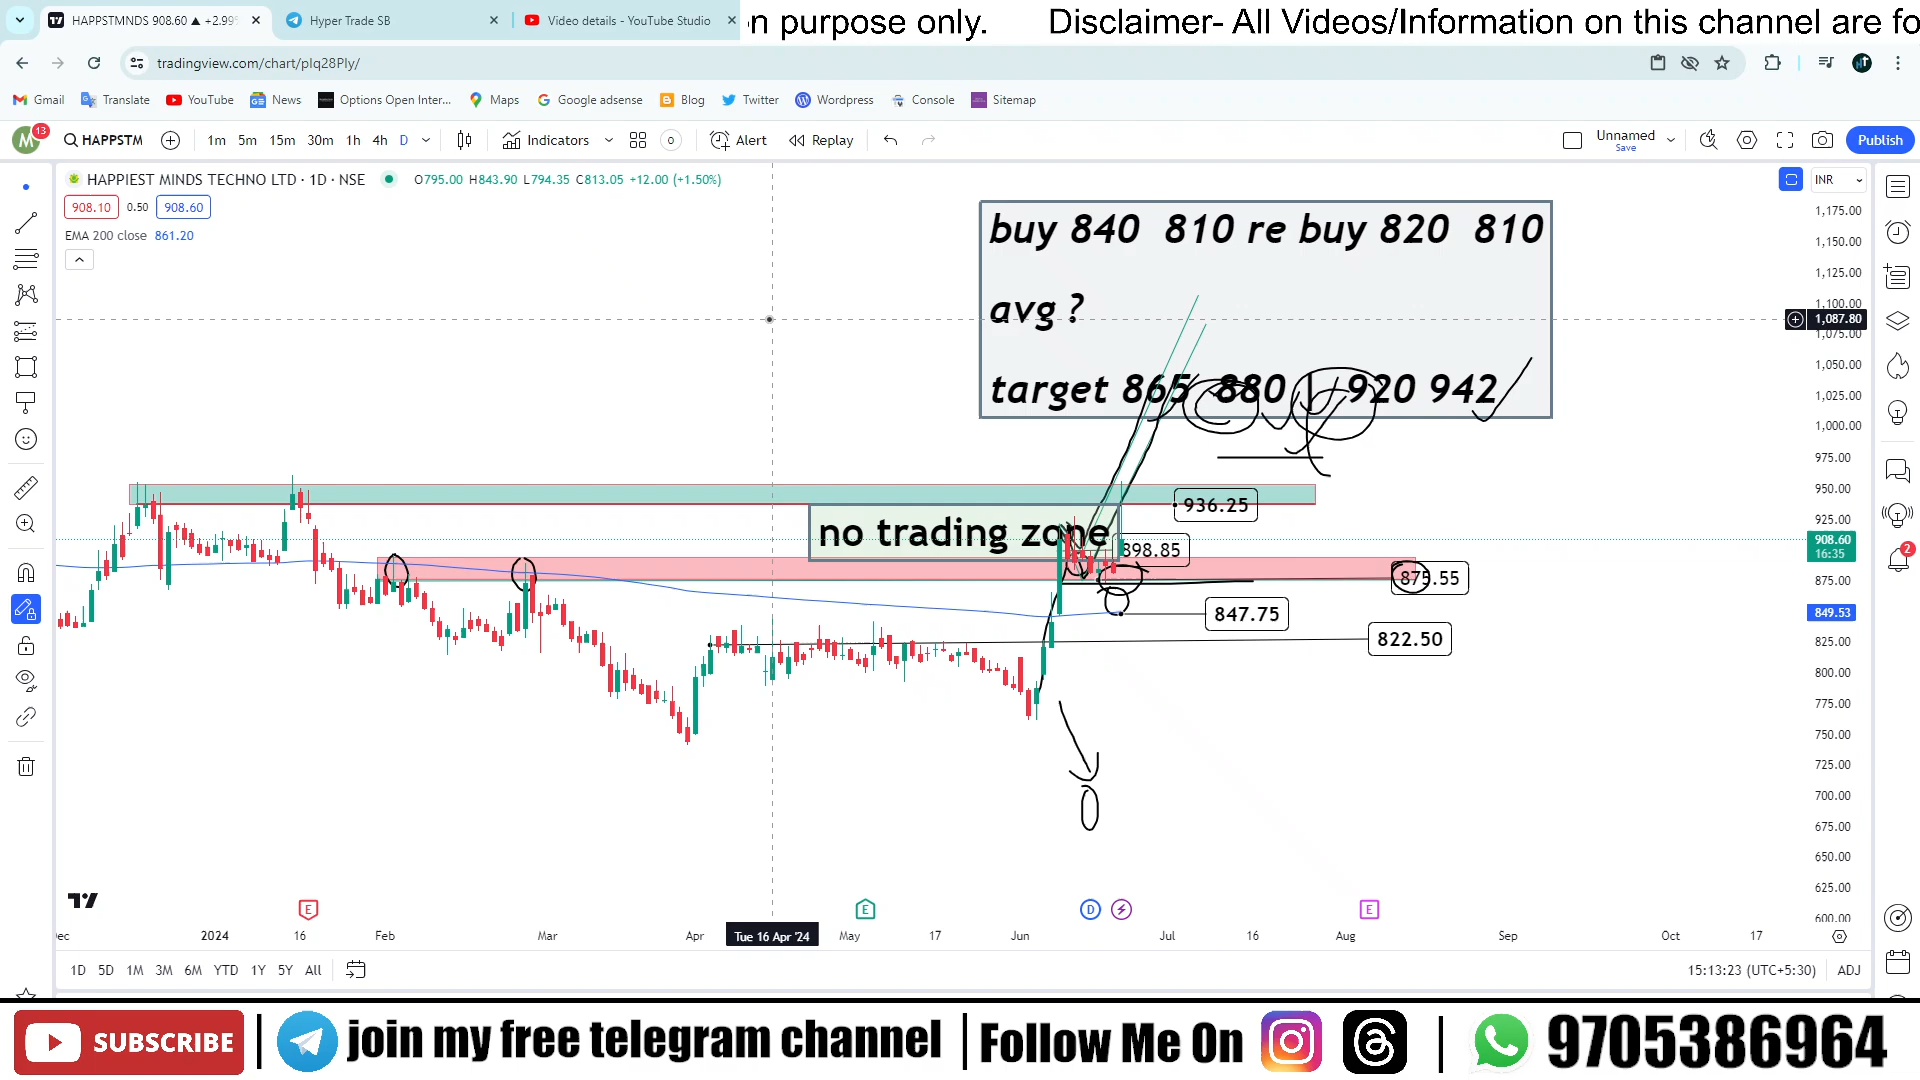 HAPPSTMNDS 908.60 ▲ +2.99%
Hyper Trade SB
Video details - YouTube Studio
purpose only. Disclaimer- All Videos/Information on this channel are fo
tradingview.com/chart/plq28Ply/
Gmail Translate YouTube News Options Open Inter... Maps Google adsense Blog Twitter Wordpress Console Sitemap
M 13 HAPPSTM 1m 5m 15m 30m 1h 4h D Indicators Alert Replay Unnamed Save Publish
HAPPIEST MINDS TECHNO LTD · 1D · NSE O795.00 H843.90 L794.35 C813.05 +12.00 (+1.50%)
INR
908.10 0.50 908.60
EMA 200 close 861.20
buy 840 810 re buy 820 810
avg ?
target 865 880 920 942
1,175.00
1,150.00
1,125.00
1,100.00
1,087.80
1,075.00
1,050.00
1,025.00
1,000.00
975.00
950.00
925.00
908.60
16:35
875.00
849.53
825.00
800.00
775.00
750.00
725.00
700.00
675.00
650.00
625.00
600.00
936.25
no trading zone
898.85
875.55
847.75
822.50
0
E E D E
2024 16 Feb Mar Apr Tue 16 Apr '24 May 17 Jun Jul 16 Aug Sep Oct 17
1D 5D 1M 3M 6M YTD 1Y 5Y All
15:13:23 (UTC+5:30) ADJ
2
SUBSCRIBE | join my free telegram channel | Follow Me On | 9705386964